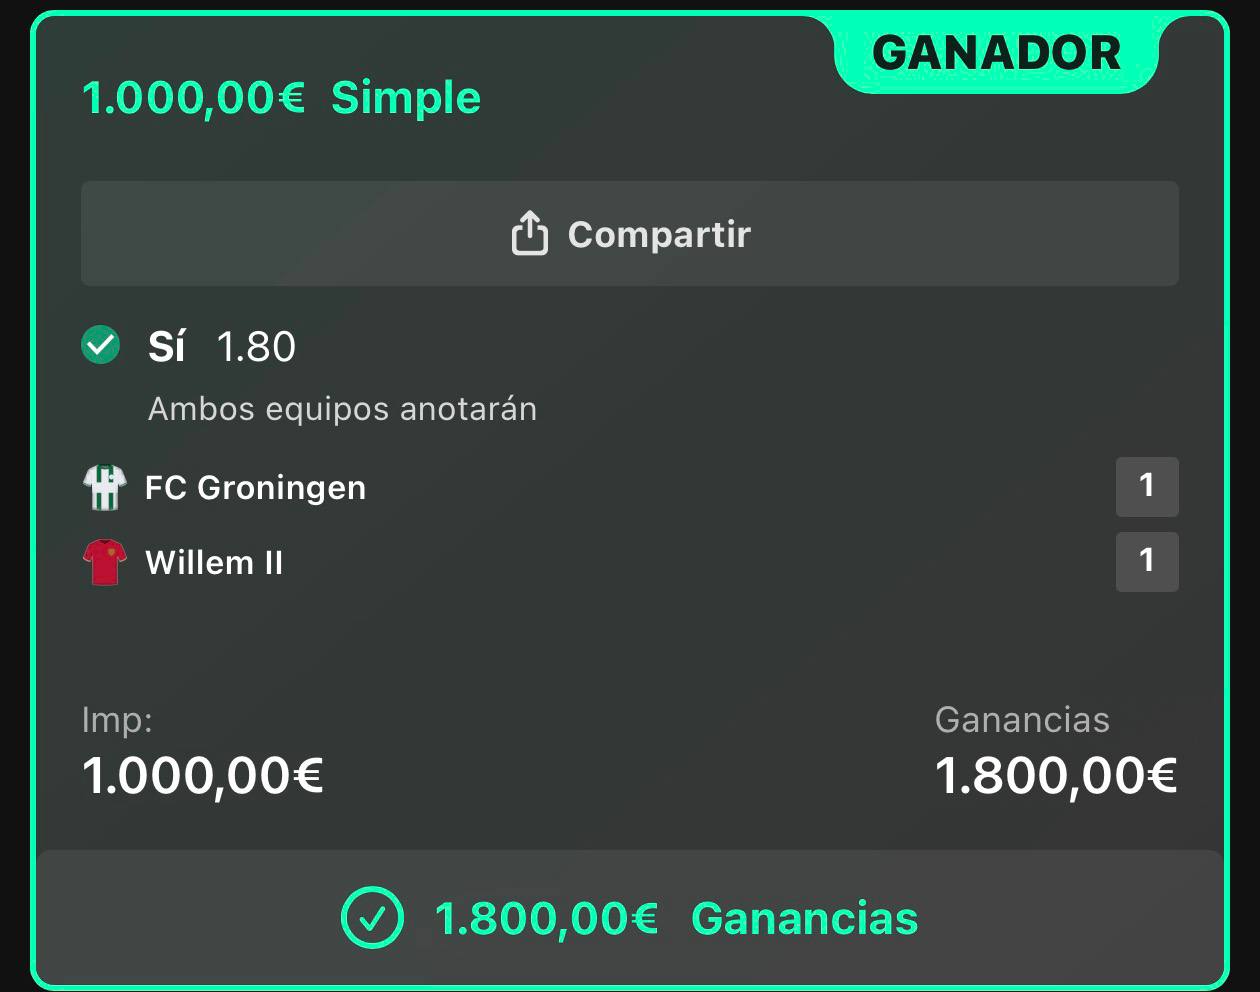 GANADOR
1.000,00€ Simple
Compartir
Sí 1.80
Ambos equipos anotarán
FC Groningen 1
Willem II 1
Imp: Ganancias
1.000,00€ 1.800,00€
1.800,00€ Ganancias